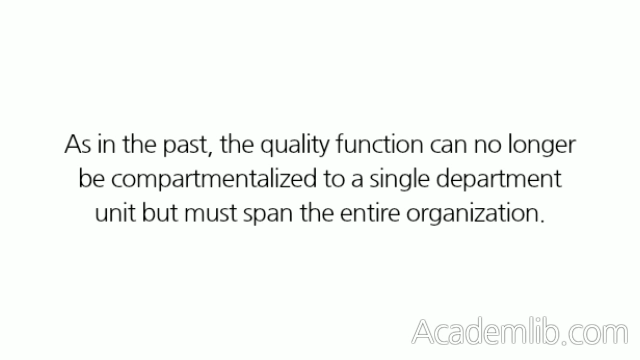 As in the past, the quality function can no longer
be compartmentalized to a single department
unit but must span the entire organization.
Academlib.com